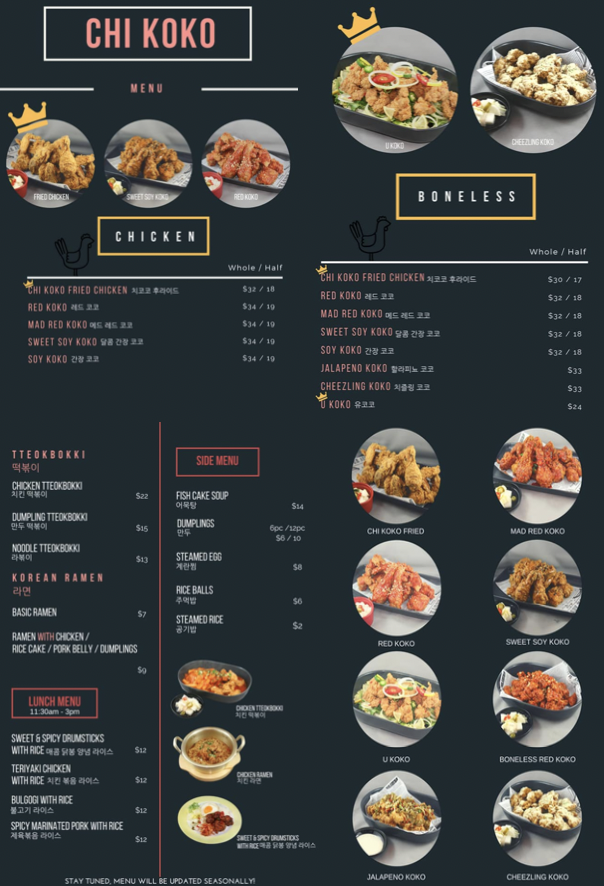 CHI KOKO
MENU
FRIED CHICKEN
SWEET SOY KOKO
RED KOKO
CHICKEN
Whole / Half
CHI KOKO FRIED CHICKEN 치코코 후라이드 $32 / 18
RED KOKO 레드 코코 $34 / 19
MAD RED KOKO 매드 레드 코코 $34 / 19
SWEET SOY KOKO 달콤 간장 코코 $34 / 19
SOY KOKO 간장 코코 $34 / 19
U KOKO
CHEEZLING KOKO
BONELESS
Whole / Half
CHI KOKO FRIED CHICKEN 치코코 후라이드 $30 / 17
RED KOKO 레드 코코 $32 / 18
MAD RED KOKO 매드 레드 코코 $32 / 18
SWEET SOY KOKO 달콤 간장 코코 $32 / 18
SOY KOKO 간장 코코 $32 / 18
JALAPENO KOKO 할라피뇨 코코 $33
CHEEZLING KOKO 치즐링 코코 $33
U KOKO 유코코 $24
TTEOKBOKKI
떡볶이
CHICKEN TTEOKBOKKI
치킨 떡볶이 $22
DUMPLING TTEOKBOKKI
만두 떡볶이 $15
NOODLE TTEOKBOKKI
라볶이 $13
KOREAN RAMEN
라면
BASIC RAMEN $7
RAMEN WITH CHICKEN /
RICE CAKE / PORK BELLY / DUMPLINGS
$9
LUNCH MENU
11:30am - 3pm
SWEET & SPICY DRUMSTICKS
WITH RICE 매콤 닭봉 양념 라이스 $12
TERIYAKI CHICKEN
WITH RICE 치킨 볶음 라이스 $12
BULGOGI WITH RICE
불고기 라이스 $12
SPICY MARINATED PORK WITH RICE
제육볶음 라이스 $12
SIDE MENU
FISH CAKE SOUP
어묵탕 $14
DUMPLINGS 6pc /12pc
만두 $6 / 10
STEAMED EGG
계란찜 $8
RICE BALLS
주먹밥 $6
STEAMED RICE
공기밥 $2
CHICKEN TTEOKBOKKI
치킨 떡볶이
CHICKEN RAMEN
치킨 라면
SWEET & SPICY DRUMSTICKS
WITH RICE 매콤 닭봉 양념 라이스
CHI KOKO FRIED
MAD RED KOKO
RED KOKO
SWEET SOY KOKO
U KOKO
BONELESS RED KOKO
JALAPENO KOKO
CHEEZLING KOKO
STAY TUNED, MENU WILL BE UPDATED SEASONALLY!